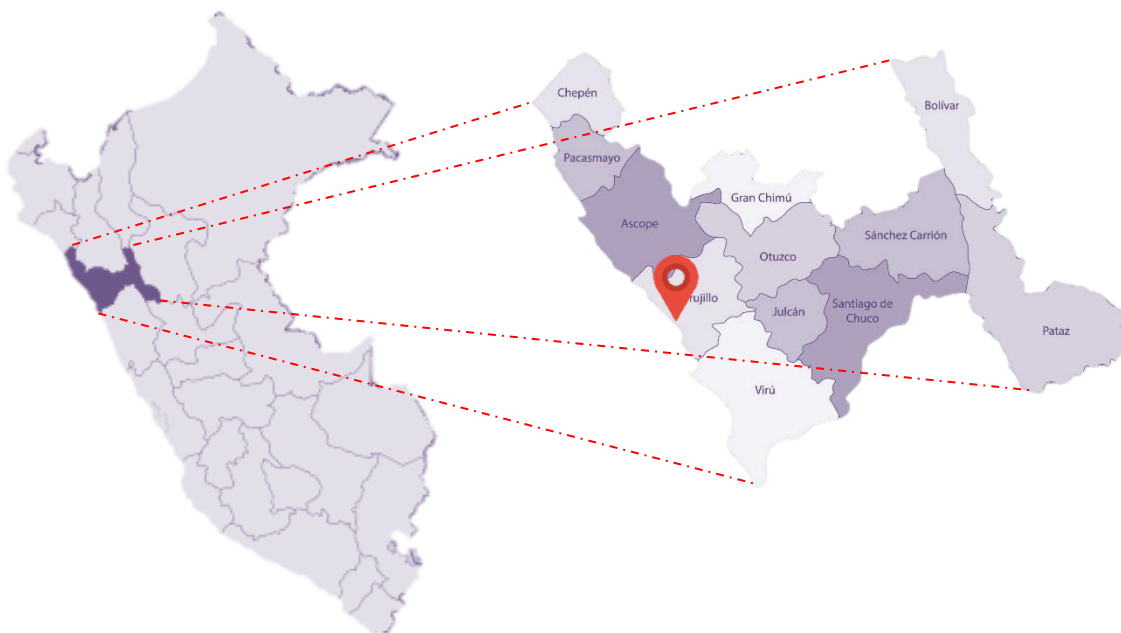 Chepén
Bolívar
Pacasmayo
Gran Chimú
Ascope
Sánchez Carrión
Otuzco
rujillo
Julcán
Santiago de
Chuco
Pataz
Virú